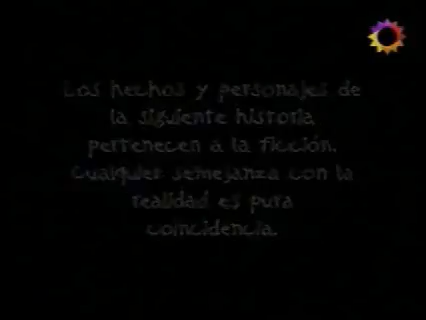 Los hechos y personajes de
la siguiente historia
pertenecen a la ficción.
Cualquier semejanza con la
realidad es pura
coincidencia.